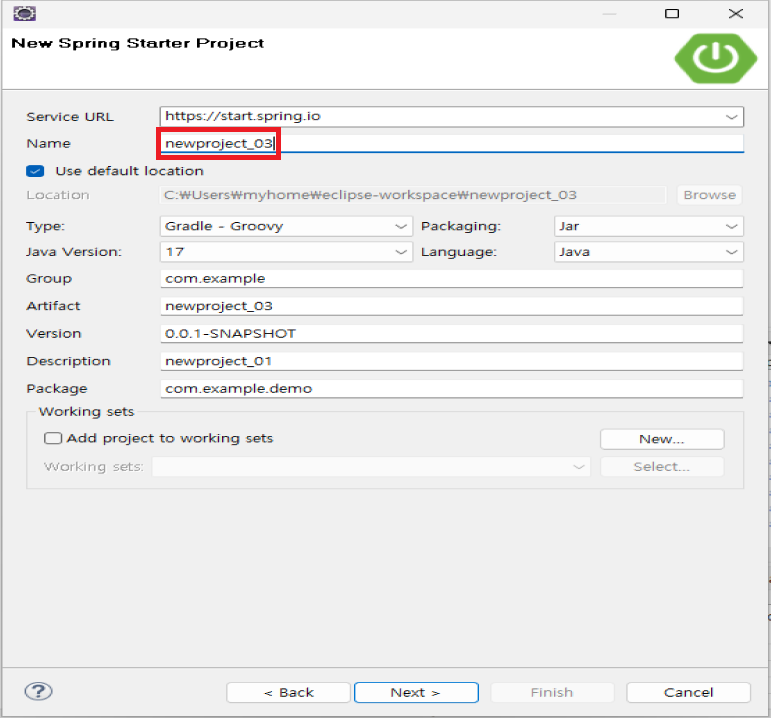 New Spring Starter Project
Service URL https://start.spring.io
Name newproject_03
Use default location
Location C:₩Users₩myhome₩eclipse-workspace₩newproject_03 Browse
Type: Gradle - Groovy Packaging: Jar
Java Version: 17 Language: Java
Group com.example
Artifact newproject_03
Version 0.0.1-SNAPSHOT
Description newproject_01
Package com.example.demo
Working sets
Add project to working sets New...
Working sets: Select...
? < Back Next > Finish Cancel